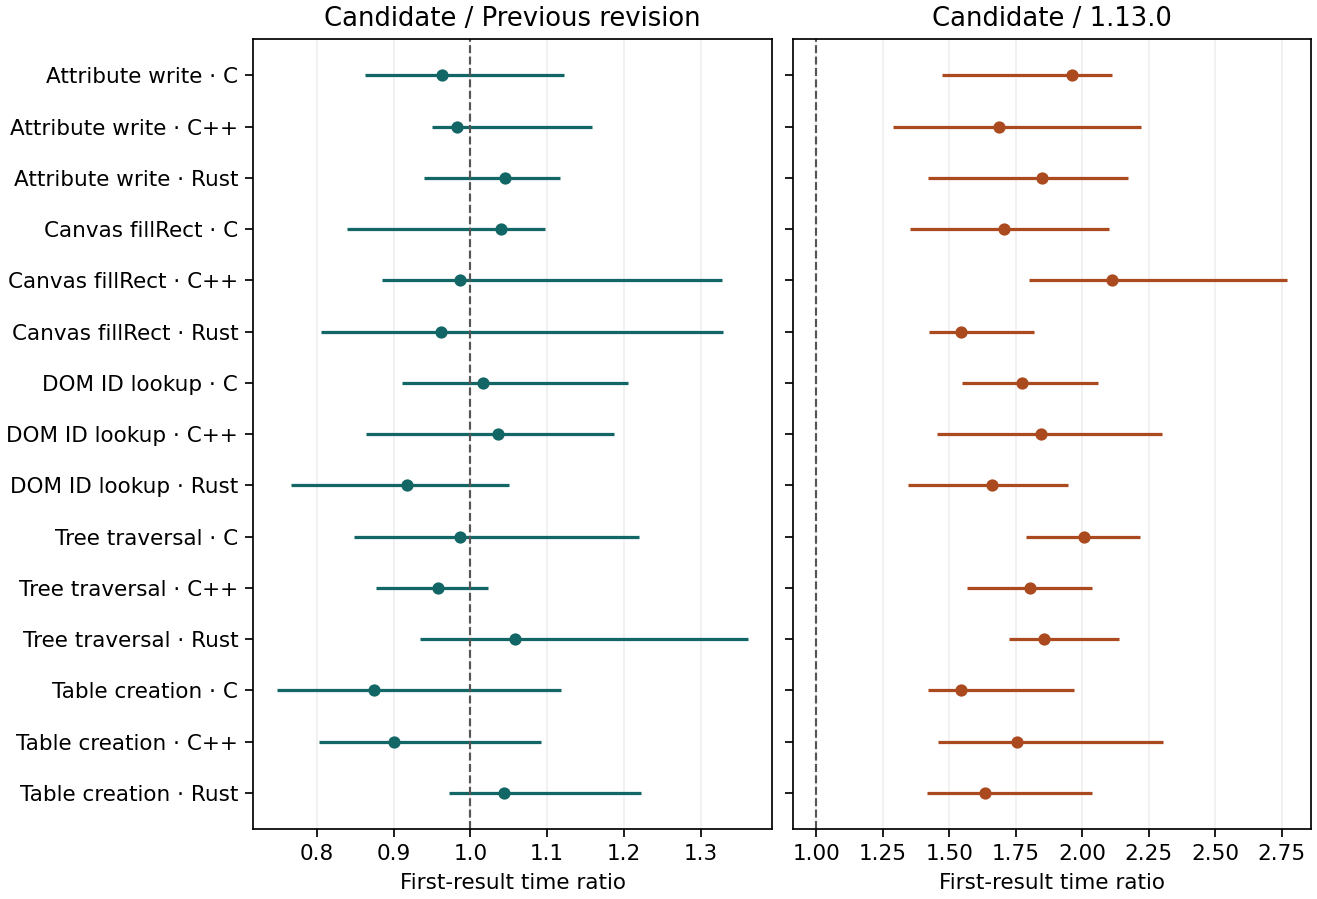 Candidate / Previous revision
Candidate / 1.13.0
Attribute write · C
Attribute write · C++
Attribute write · Rust
Canvas fillRect · C
Canvas fillRect · C++
Canvas fillRect · Rust
DOM ID lookup · C
DOM ID lookup · C++
DOM ID lookup · Rust
Tree traversal · C
Tree traversal · C++
Tree traversal · Rust
Table creation · C
Table creation · C++
Table creation · Rust
0.8 0.9 1.0 1.1 1.2 1.3
1.00 1.25 1.50 1.75 2.00 2.25 2.50 2.75
First-result time ratio
First-result time ratio